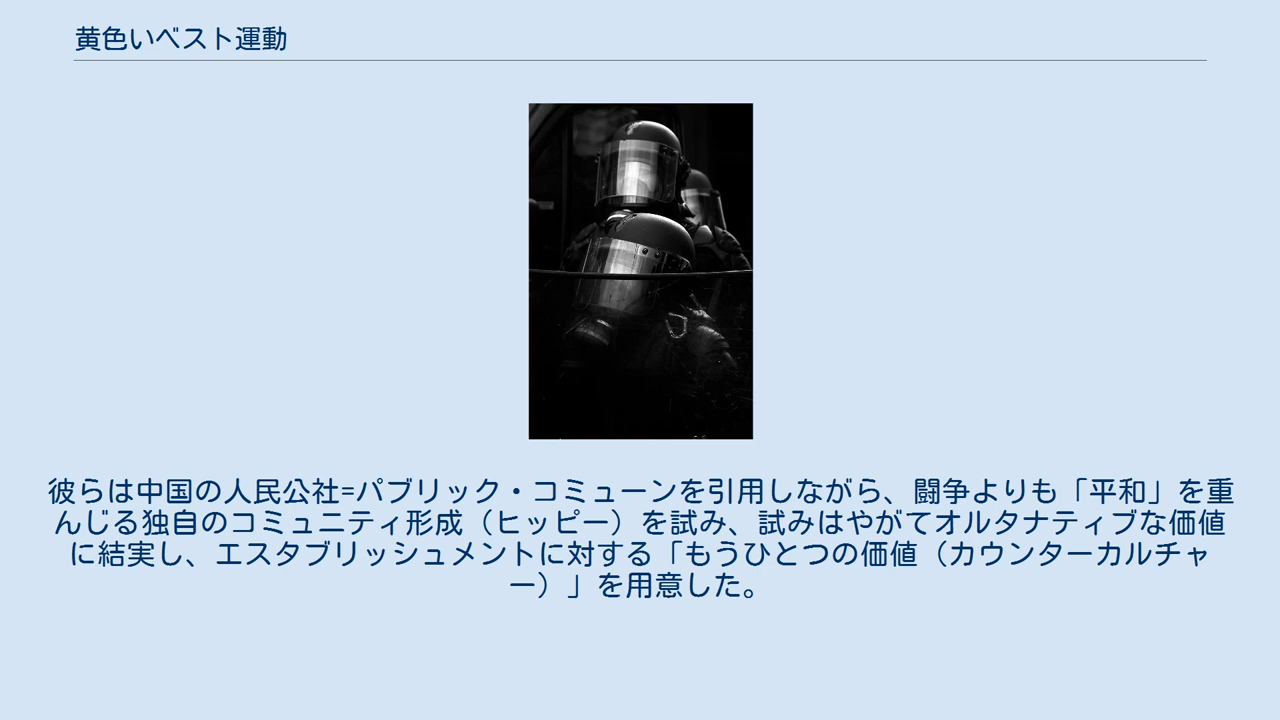 黄色いベスト運動
彼らは中国の人民公社=パブリック・コミューンを引用しながら、闘争よりも「平和」を重
んじる独自のコミュニティ形成（ヒッピー）を試み、試みはやがてオルタナティブな価値
に結実し、エスタブリッシュメントに対する「もうひとつの価値（カウンターカルチャ
ー）」を用意した。